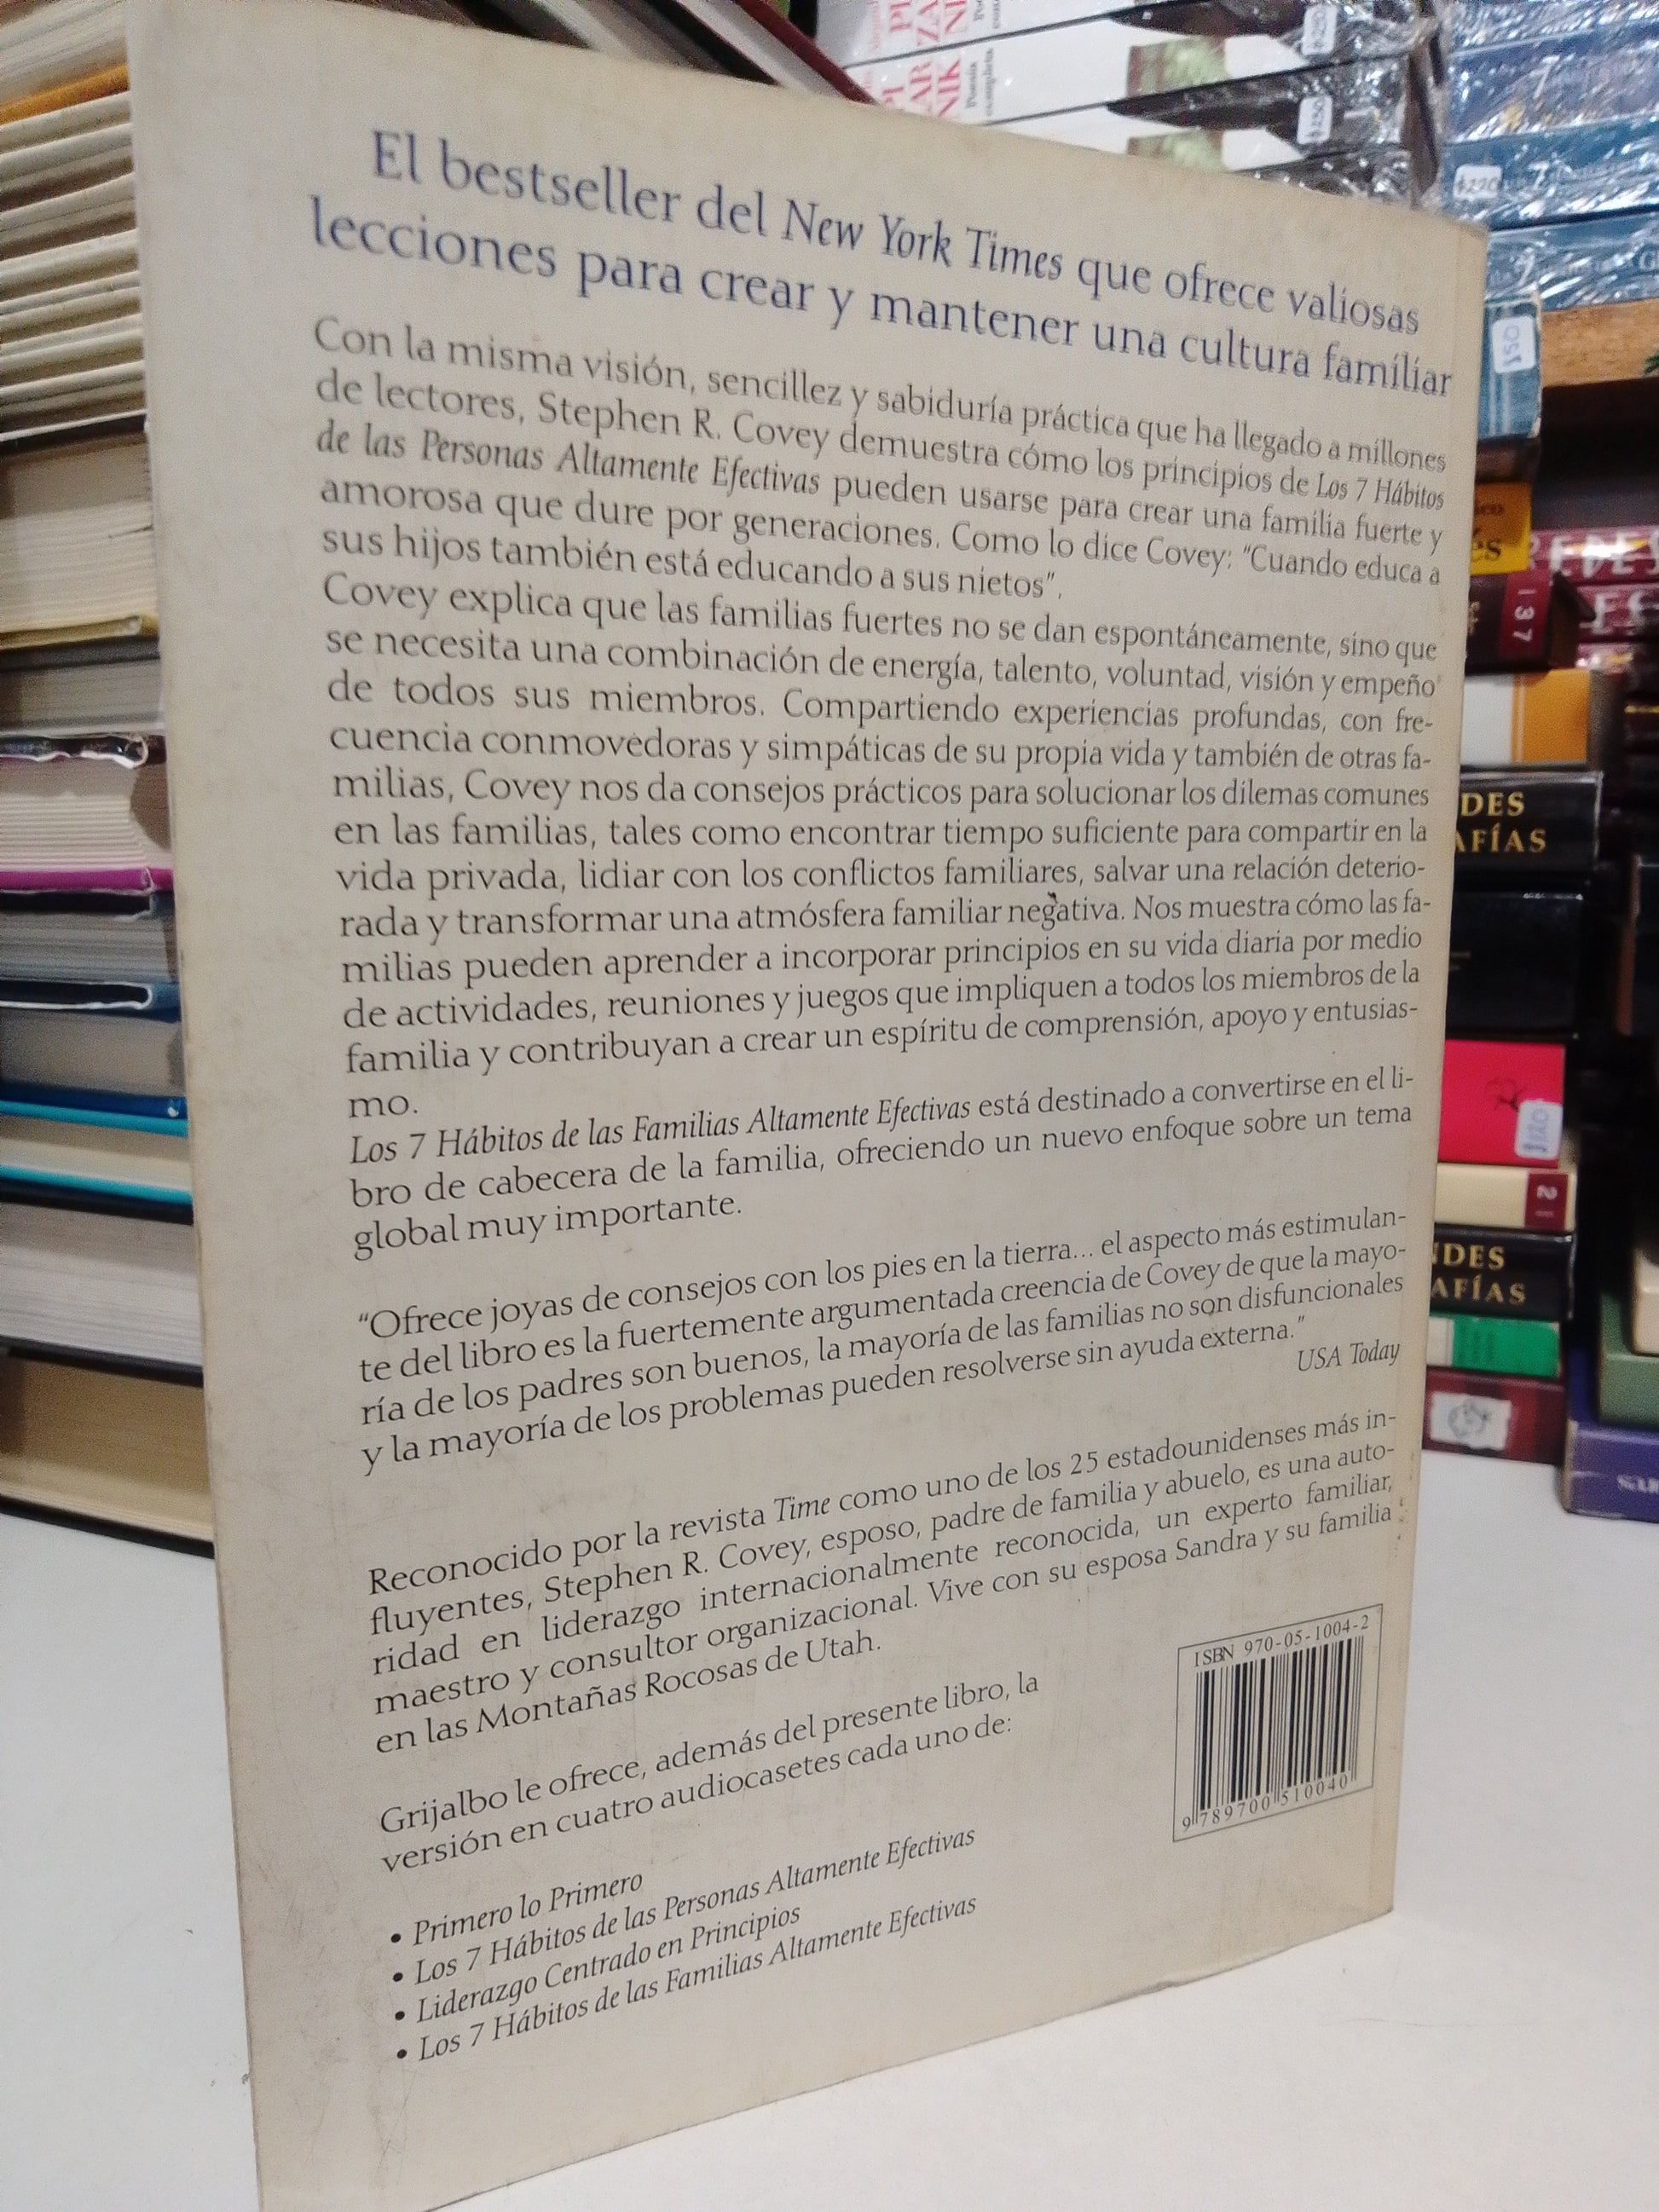 El bestseller del New York Times que ofrece valiosas
lecciones para crear y mantener una cultura familiar
Con la misma visión, sencillez y sabiduría práctica que ha llegado a millones
de lectores, Stephen R. Covey demuestra cómo los principios de Los 7 Hábitos
de las Personas Altamente Efectivas pueden usarse para crear una familia fuerte y
amorosa que dure por generaciones. Como lo dice Covey: "Cuando educa a
sus hijos también está educando a sus nietos".
Covey explica que las familias fuertes no se dan espontáneamente, sino que
se necesita una combinación de energía, talento, voluntad, visión y empeño
de todos sus miembros. Compartiendo experiencias profundas, con fre-
cuencia conmovedoras y simpáticas de su propia vida y también de otras fa-
milias, Covey nos da consejos prácticos para solucionar los dilemas comunes
en las familias, tales como encontrar tiempo suficiente para compartir en la
vida privada, lidiar con los conflictos familiares, salvar una relación deterio-
rada y transformar una atmósfera familiar negativa. Nos muestra cómo las fa-
milias pueden aprender a incorporar principios en su vida diaria por medio
de actividades, reuniones y juegos que impliquen a todos los miembros de la
familia y contribuyan a crear un espíritu de comprensión, apoyo y entusias-
mo.
Los 7 Hábitos de las Familias Altamente Efectivas está destinado a convertirse en el li-
bro de cabecera de la familia, ofreciendo un nuevo enfoque sobre un tema
global muy importante.
"Ofrece joyas de consejos con los pies en la tierra... el aspecto más estimulan-
te del libro es la fuertemente argumentada creencia de Covey de que la mayo-
ría de los padres son buenos, la mayoría de las familias no son disfuncionales
y la mayoría de los problemas pueden resolverse sin ayuda externa."
USA Today
Reconocido por la revista Time como uno de los 25 estadounidenses más in-
fluyentes, Stephen R. Covey, esposo, padre de familia y abuelo, es una auto-
ridad en liderazgo internacionalmente reconocida, un experto familiar,
maestro y consultor organizacional. Vive con su esposa Sandra y su familia
en las Montañas Rocosas de Utah.
Grijalbo le ofrece, además del presente libro, la
versión en cuatro audiocasetes cada uno de:
• Primero lo Primero
• Los 7 Hábitos de las Personas Altamente Efectivas
• Liderazgo Centrado en Principios
• Los 7 Hábitos de las Familias Altamente Efectivas
ISBN 970-05-1004-2
9 789700 510040
PI
ZA
NI
PI
AR
NIK
Poesía
completa
$250
$270
$150
és
137
DES
AFÍAS
2
NDES
AFÍAS